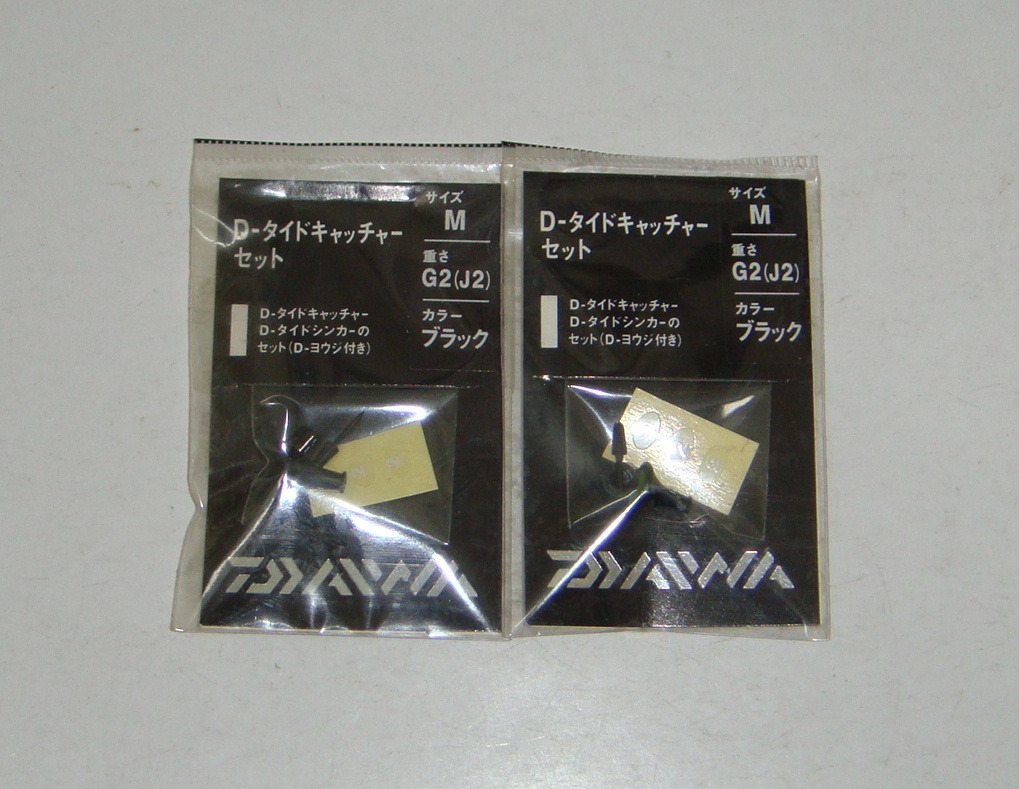 D-タイドキャッチャー
セット
サイズ
M
重さ
G2(J2)
カラー
ブラック
D-タイドキャッチャー
D-タイドシンカーの
セット(D-ヨウジ付き)
DAIWA
D-タイドキャッチャー
セット
サイズ
M
重さ
G2(J2)
カラー
ブラック
D-タイドキャッチャー
D-タイドシンカーの
セット(D-ヨウジ付き)
DAIWA